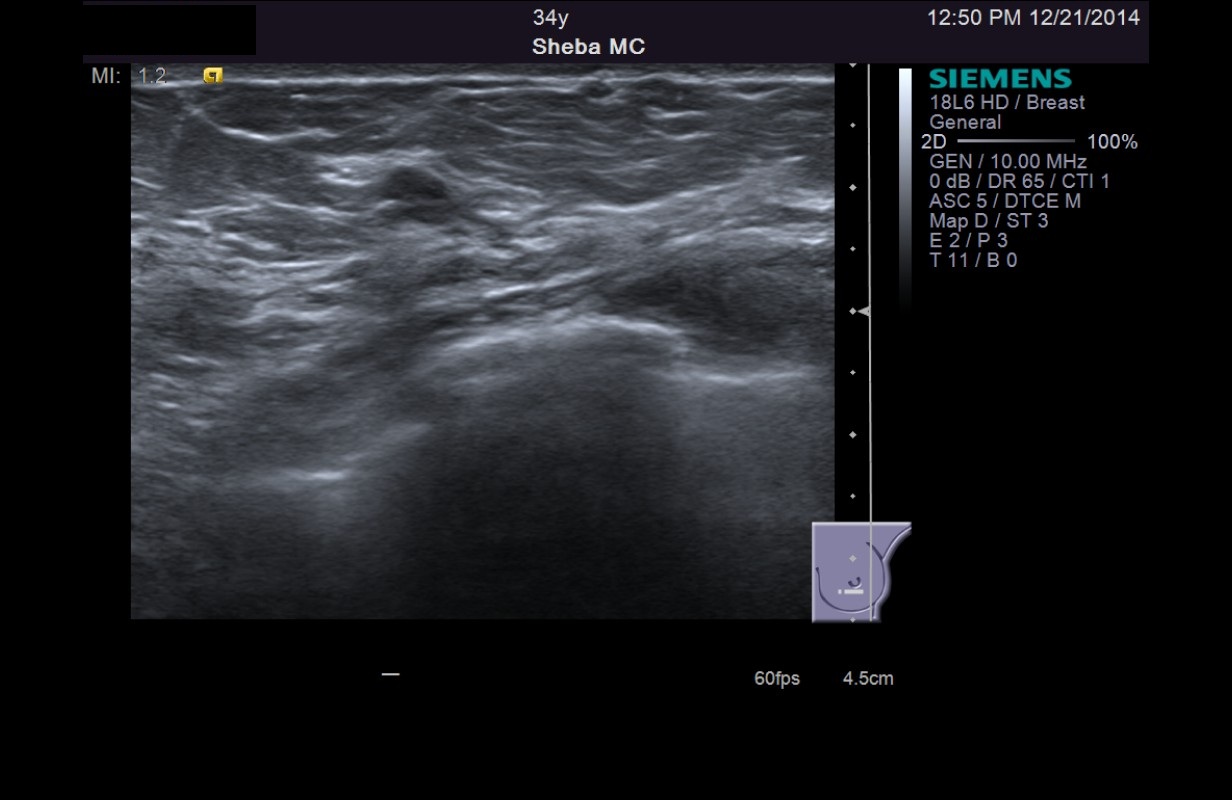 34y
12:50 PM 12/21/2014
Sheba MC
MI: 1.2
SIEMENS
18L6 HD / Breast
General
2D 100%
GEN / 10.00 MHz
0 dB / DR 65 / CTI 1
ASC 5 / DTCE M
Map D / ST 3
E 2 / P 3
T 11 / B 0
60fps 4.5cm